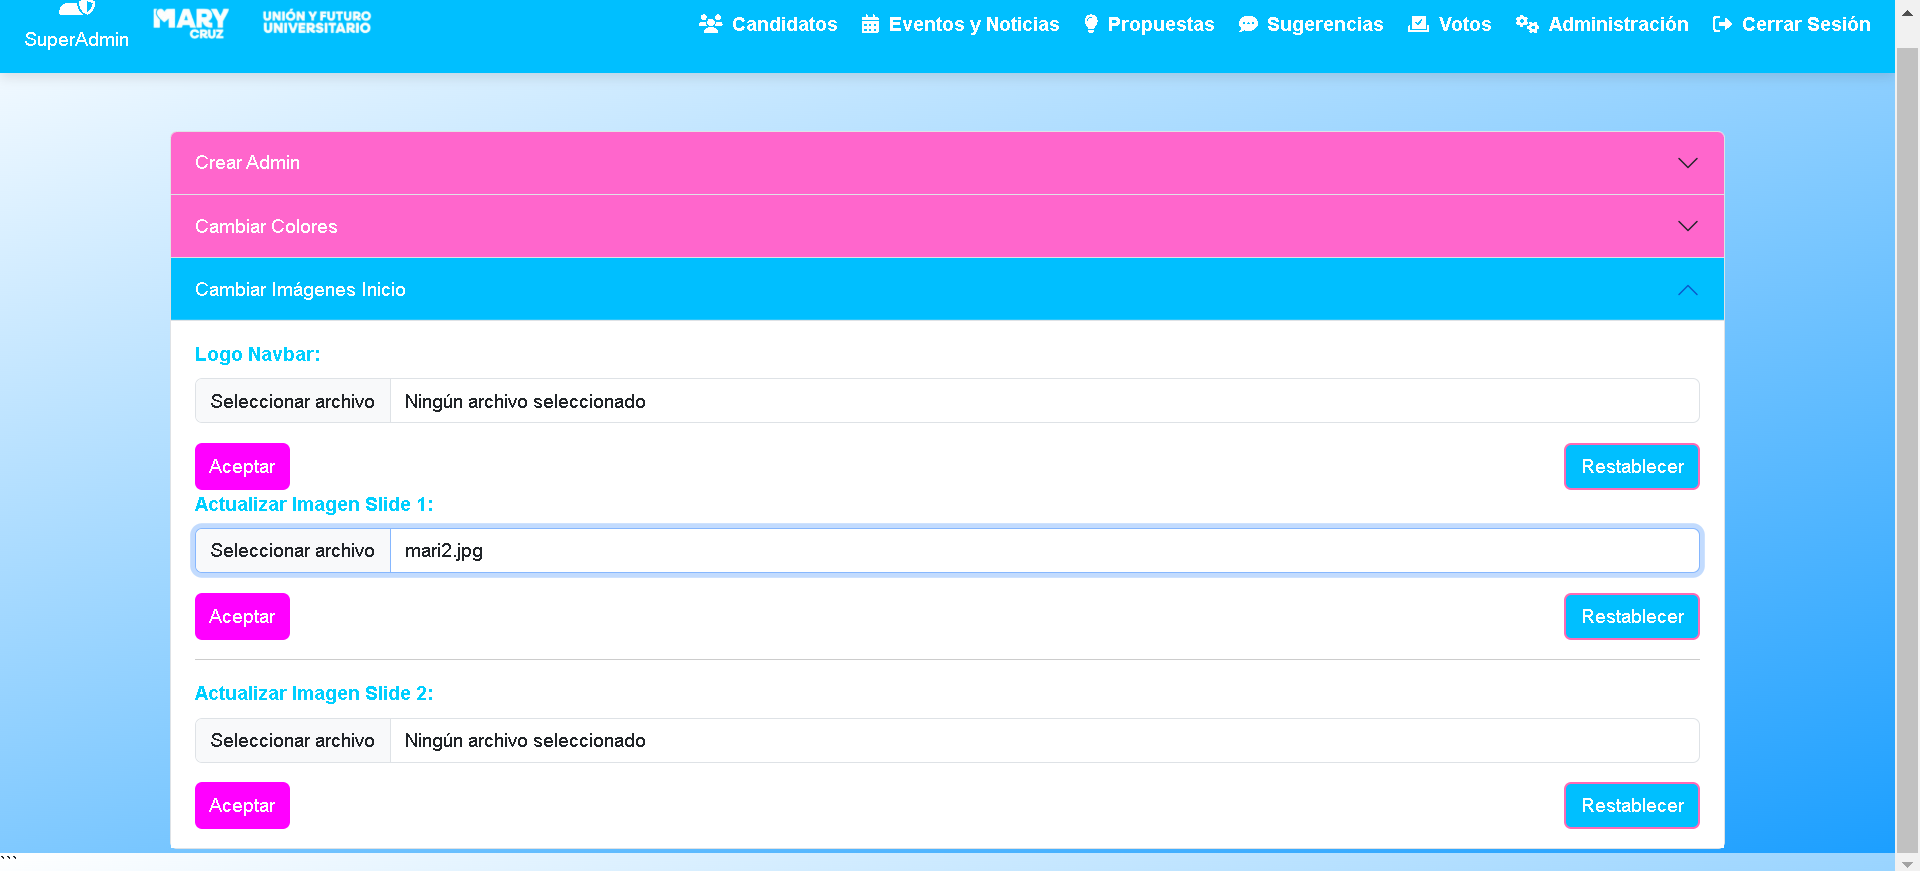 SuperAdmin
MARY
CRUZ
UNIÓN Y FUTURO
UNIVERSITARIO
Candidatos
Eventos y Noticias
Propuestas
Sugerencias
Votos
Administración
Cerrar Sesión
Crear Admin
Cambiar Colores
Cambiar Imágenes Inicio
Logo Navbar:
Seleccionar archivo Ningún archivo seleccionado
Aceptar Restablecer
Actualizar Imagen Slide 1:
Seleccionar archivo mari2.jpg
Aceptar Restablecer
Actualizar Imagen Slide 2:
Seleccionar archivo Ningún archivo seleccionado
Aceptar Restablecer
```